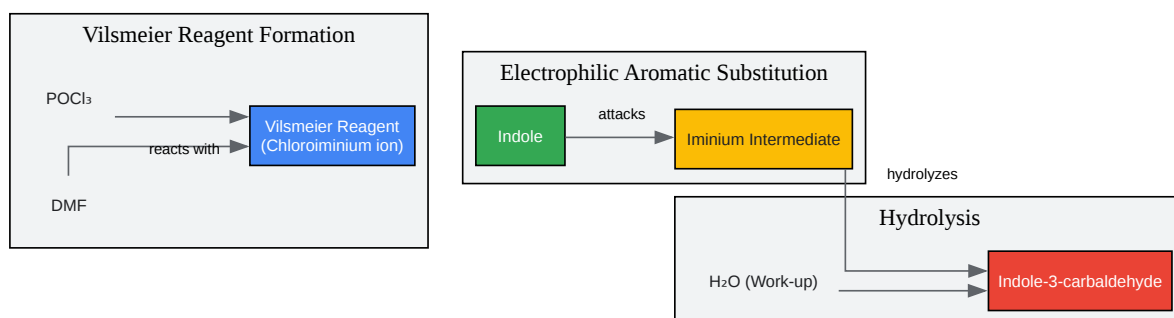 Vilsmeier Reagent Formation
POCl₃
reacts with
DMF
Vilsmeier Reagent
(Chloroiminium ion)
Electrophilic Aromatic Substitution
Indole
attacks
Iminium Intermediate
hydrolyzes
Hydrolysis
H₂O (Work-up)
Indole-3-carbaldehyde